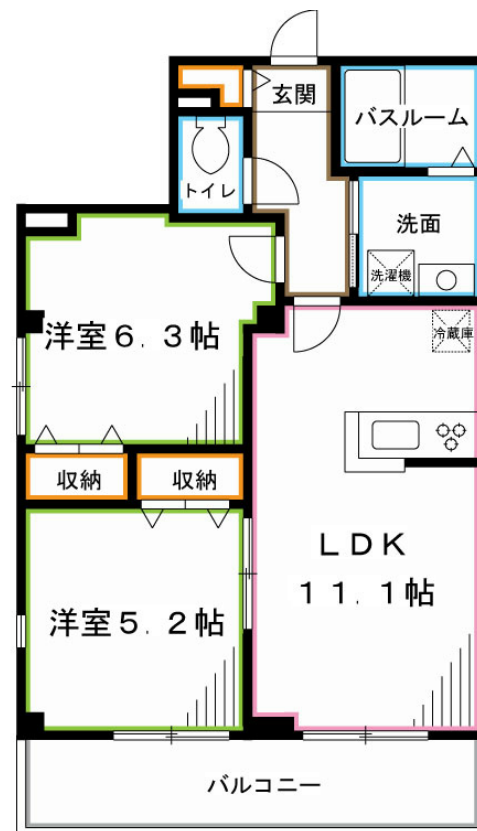 玄関
バスルーム
トイレ
洗面
洗濯機
洋室6.3帖
冷蔵庫
収納
収納
LDK
11.1帖
洋室5.2帖
バルコニー